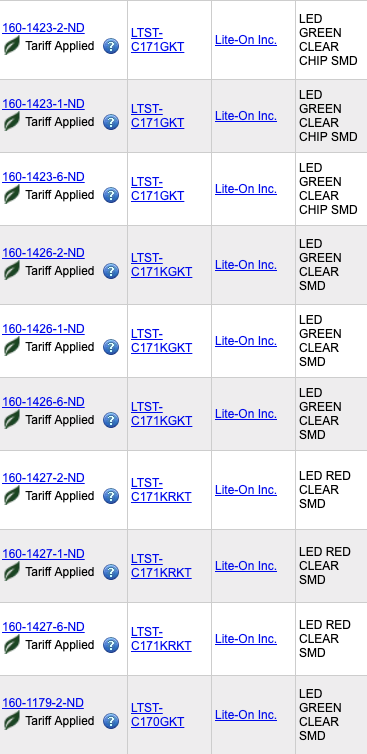 160-1423-2-ND
Tariff Applied ?
LTST-
C171GKT
Lite-On Inc.
LED
GREEN
CLEAR
CHIP SMD
160-1423-1-ND
Tariff Applied ?
LTST-
C171GKT
Lite-On Inc.
LED
GREEN
CLEAR
CHIP SMD
160-1423-6-ND
Tariff Applied ?
LTST-
C171GKT
Lite-On Inc.
LED
GREEN
CLEAR
CHIP SMD
160-1426-2-ND
Tariff Applied ?
LTST-
C171KGKT
Lite-On Inc.
LED
GREEN
CLEAR
SMD
160-1426-1-ND
Tariff Applied ?
LTST-
C171KGKT
Lite-On Inc.
LED
GREEN
CLEAR
SMD
160-1426-6-ND
Tariff Applied ?
LTST-
C171KGKT
Lite-On Inc.
LED
GREEN
CLEAR
SMD
160-1427-2-ND
Tariff Applied ?
LTST-
C171KRKT
Lite-On Inc.
LED RED
CLEAR
SMD
160-1427-1-ND
Tariff Applied ?
LTST-
C171KRKT
Lite-On Inc.
LED RED
CLEAR
SMD
160-1427-6-ND
Tariff Applied ?
LTST-
C171KRKT
Lite-On Inc.
LED RED
CLEAR
SMD
160-1179-2-ND
Tariff Applied ?
LTST-
C170GKT
Lite-On Inc.
LED
GREEN
CLEAR
SMD